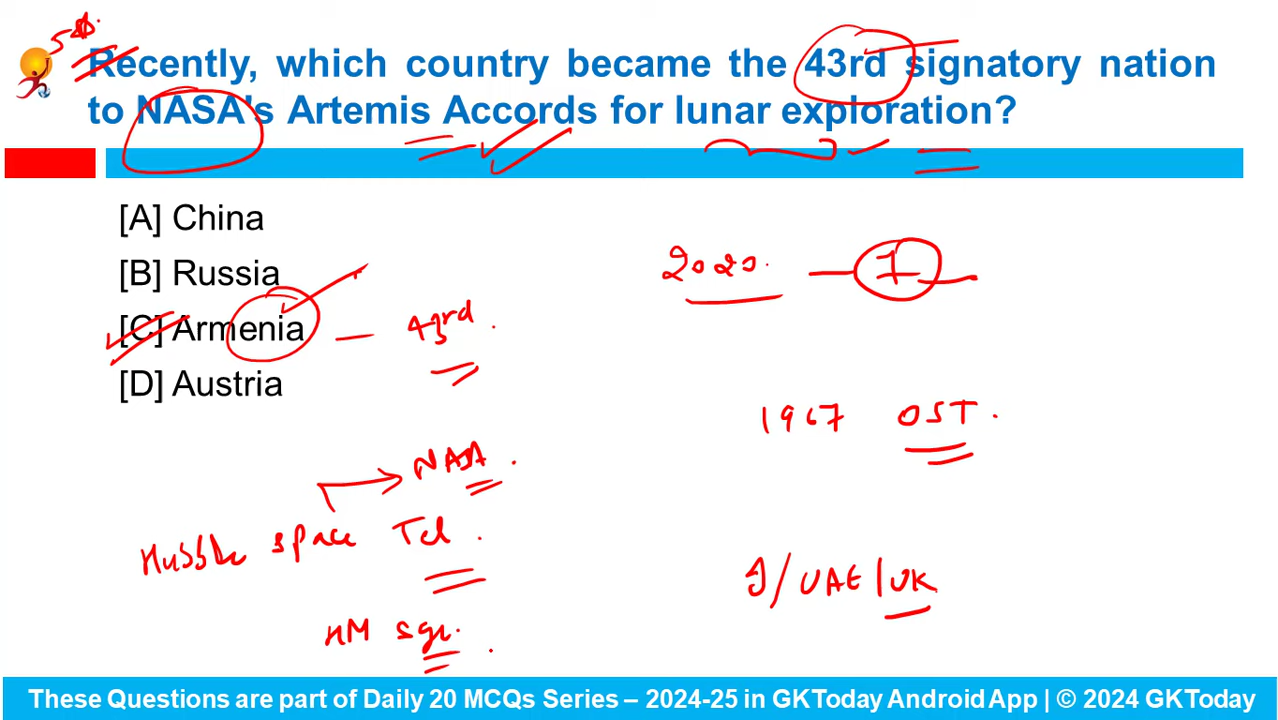 Recently, which country became the 43rd signatory nation
to NASA's Artemis Accords for lunar exploration?
[A] China
[B] Russia
[C] Armenia – 43rd.
[D] Austria
2020. – 7 –
1967 OST.
NASA.
Hubble space Tel.
J/UAE/UK
These Questions are part of Daily 20 MCQs Series – 2024-25 in GKToday Android App | © 2024 GKToday